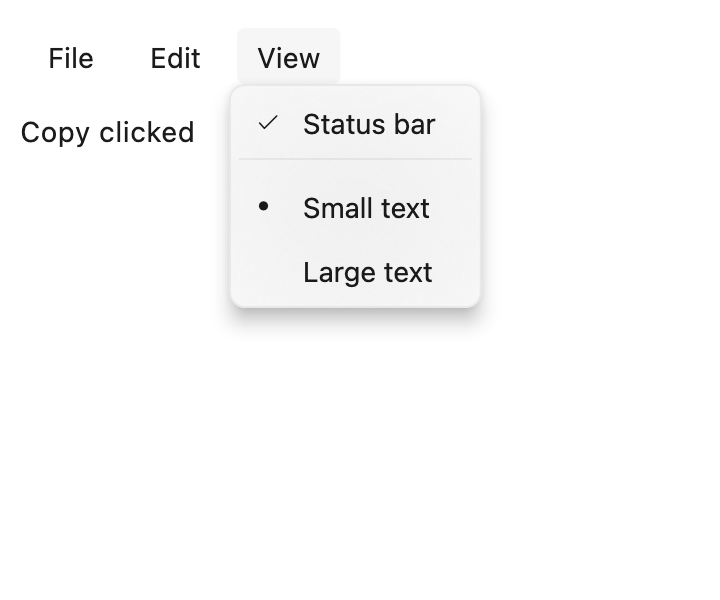 File Edit View
Status bar
Copy clicked
Small text
Large text